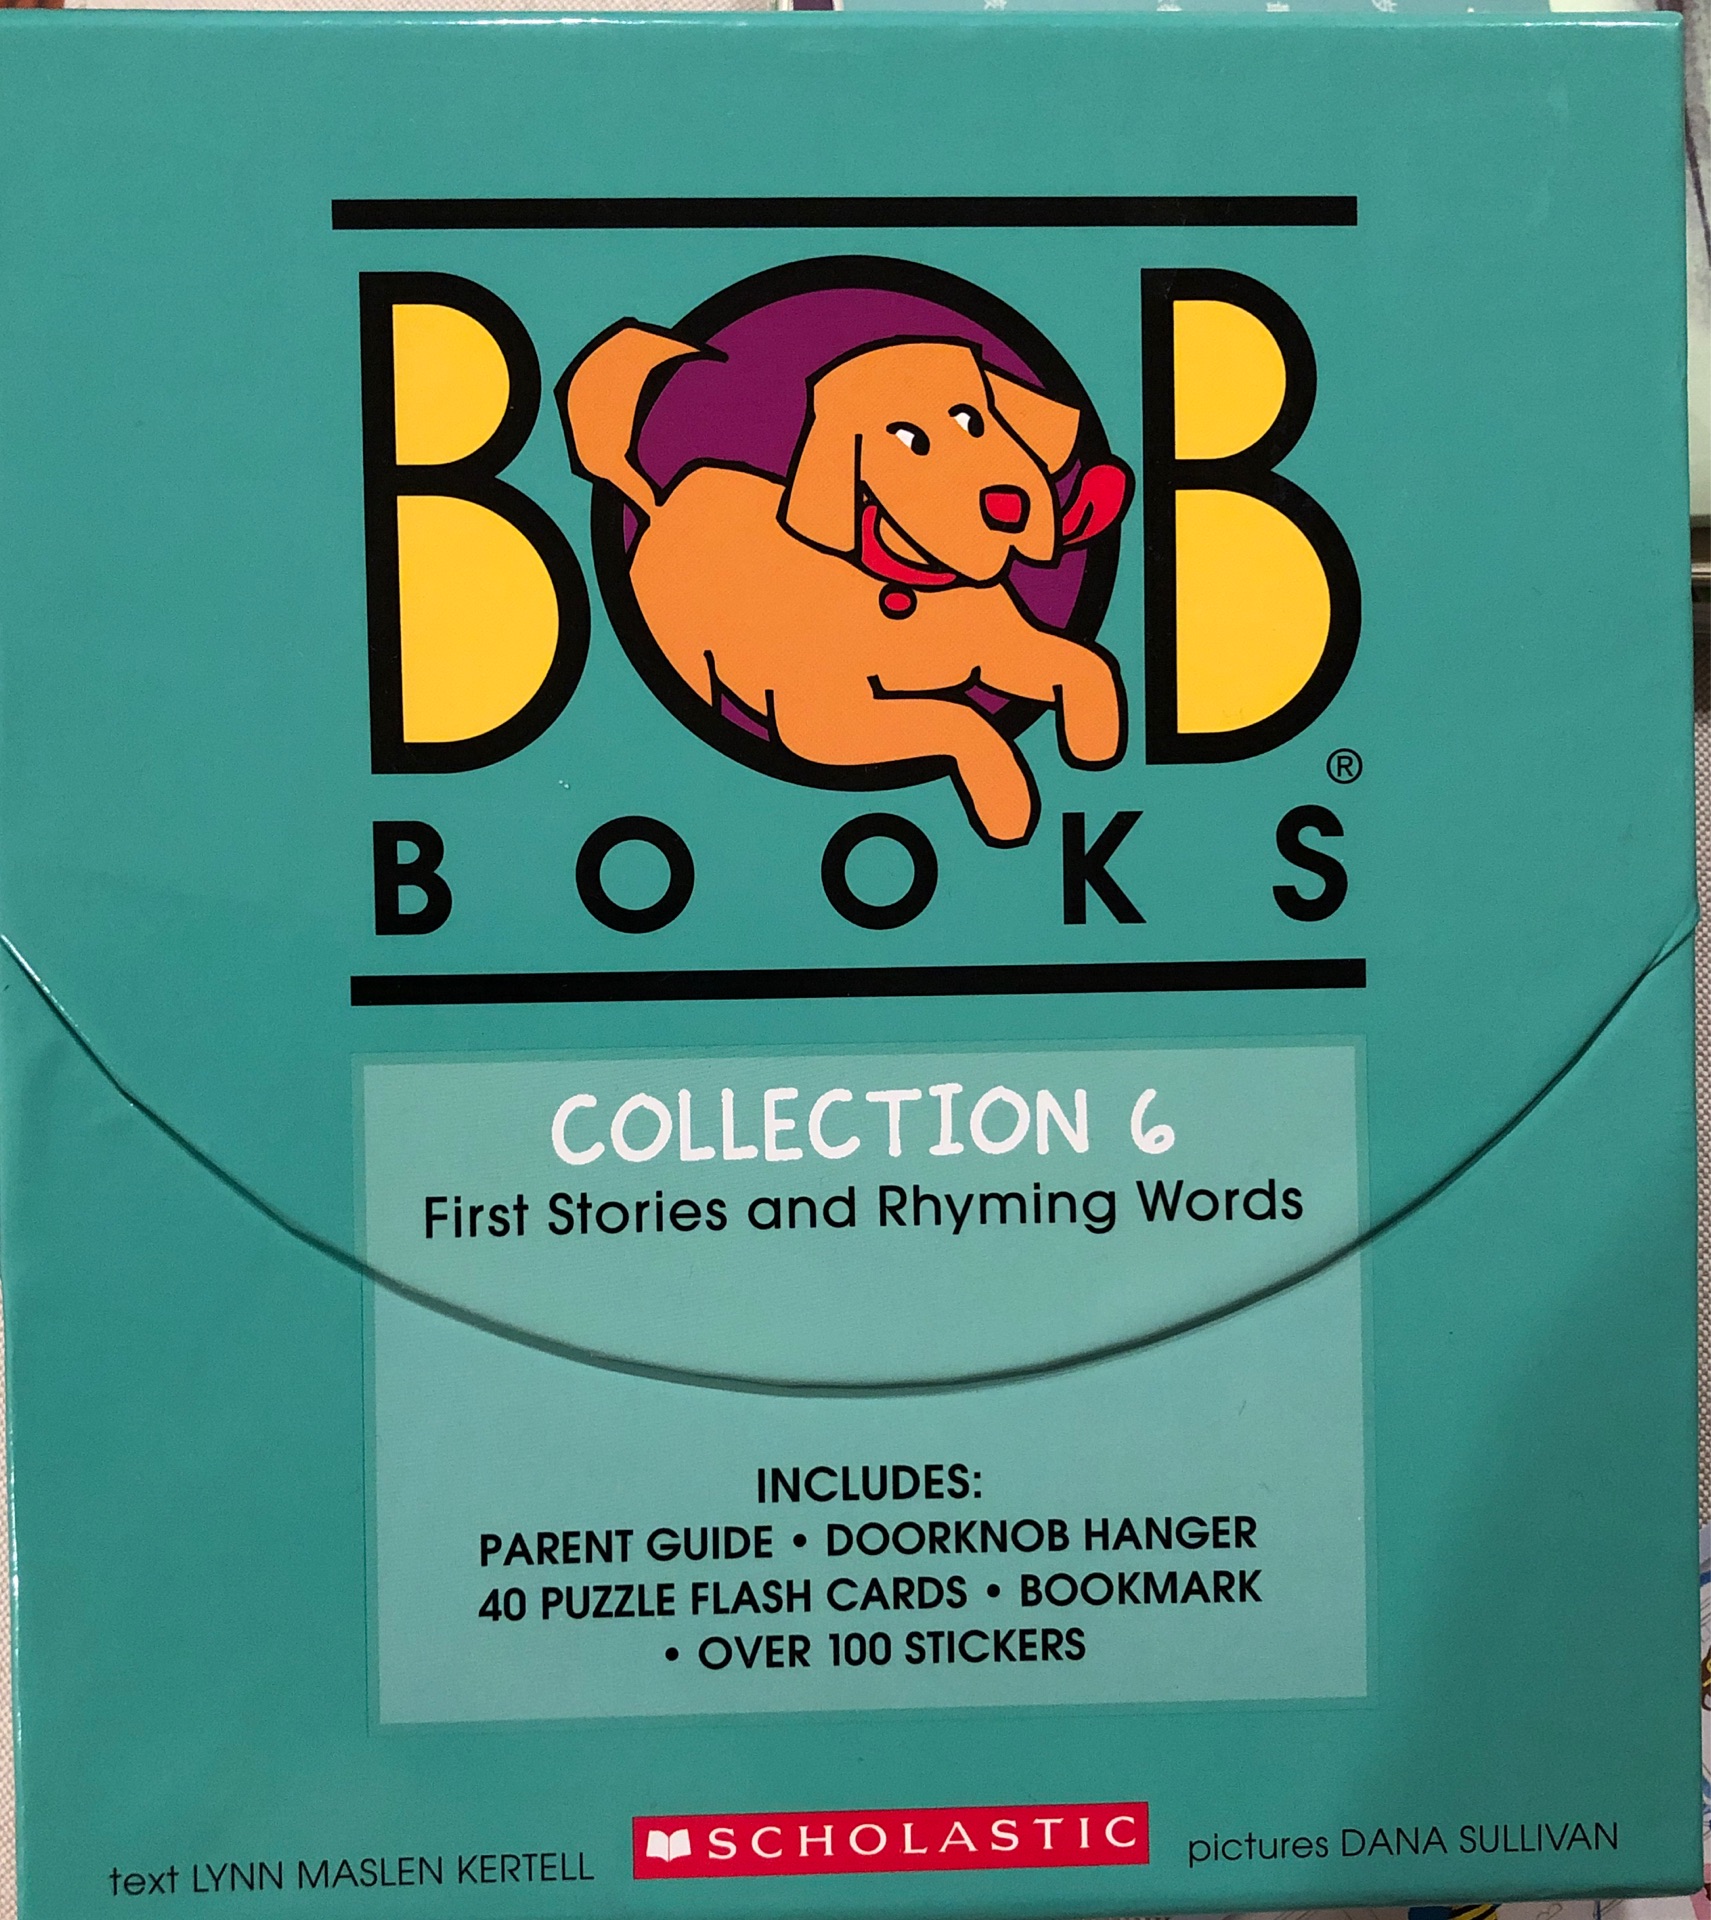 BOB®
BOOKS
COLLECTION 6
First Stories and Rhyming Words
INCLUDES:
PARENT GUIDE • DOORKNOB HANGER
40 PUZZLE FLASH CARDS • BOOKMARK
• OVER 100 STICKERS
text LYNN MASLEN KERTELL
SCHOLASTIC
pictures DANA SULLIVAN